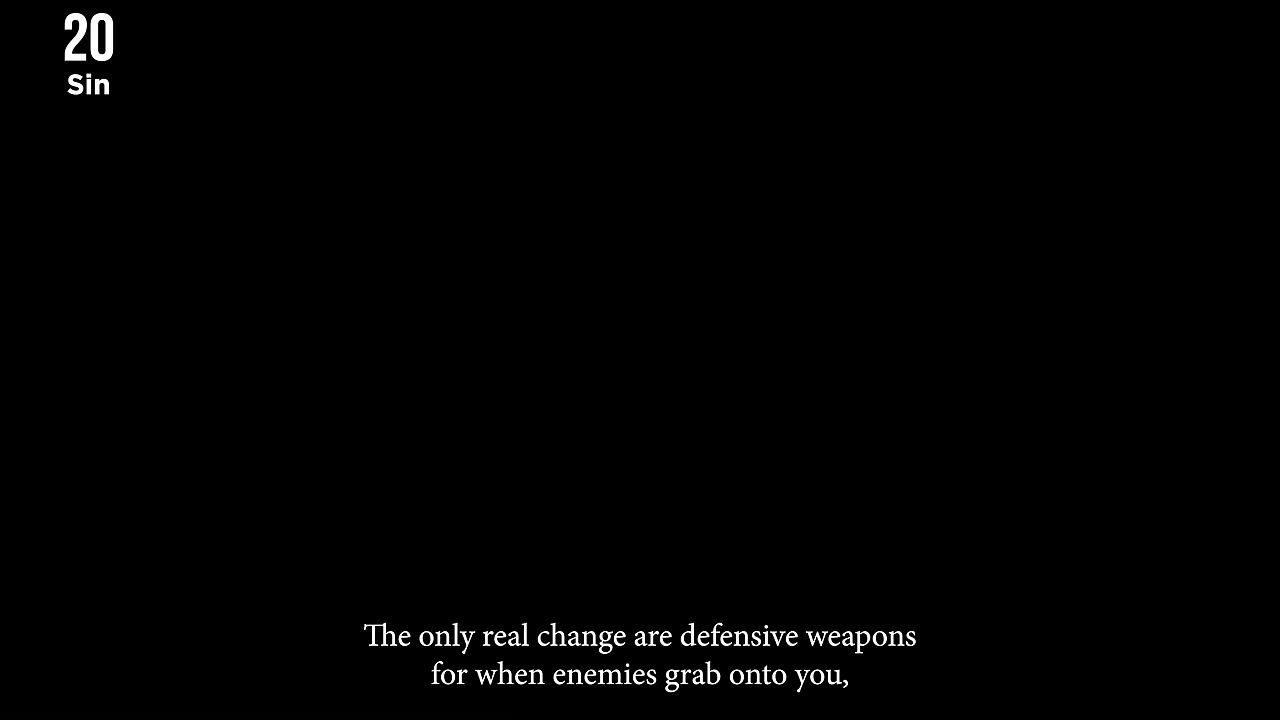 20
Sin
The only real change are defensive weapons
for when enemies grab onto you,